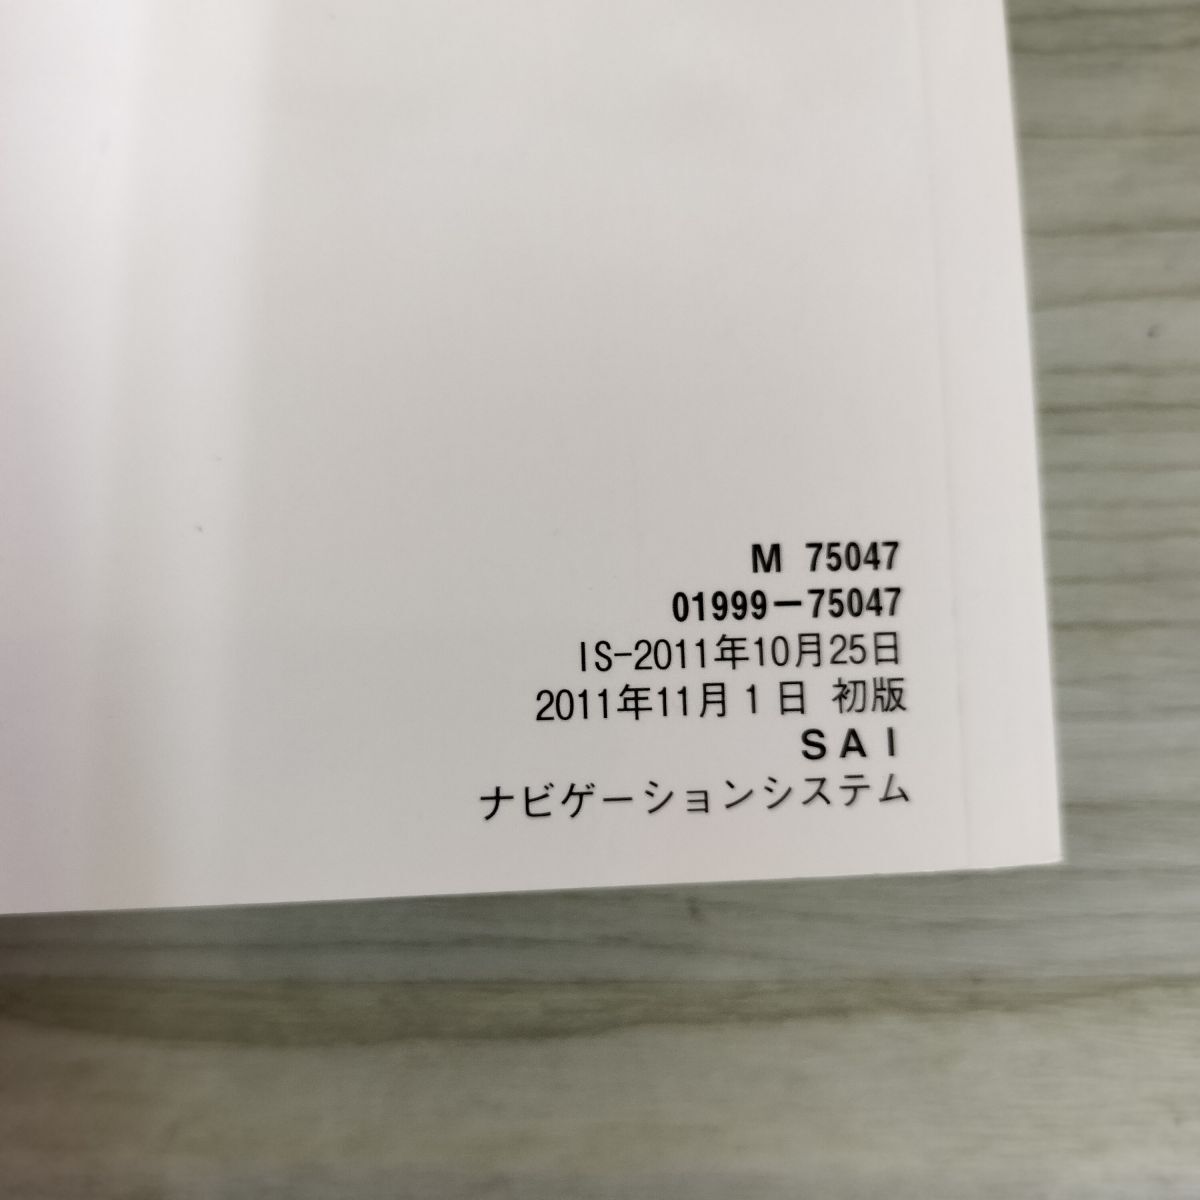 M 75047
01999-75047
IS-2011年10月25日
2011年11月1日 初版
SAI
ナビゲーションシステム